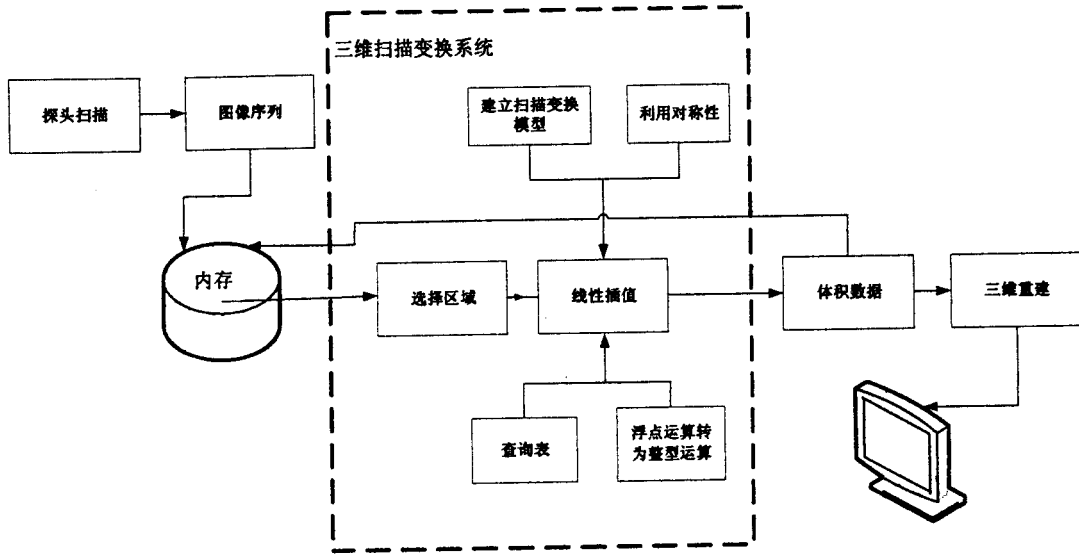 三维扫描变换系统
探头扫描
图像序列
建立扫描变换
模型
利用对称性
内存
选择区域
线性插值
体积数据
三维重建
查询表
浮点运算转
为整型运算